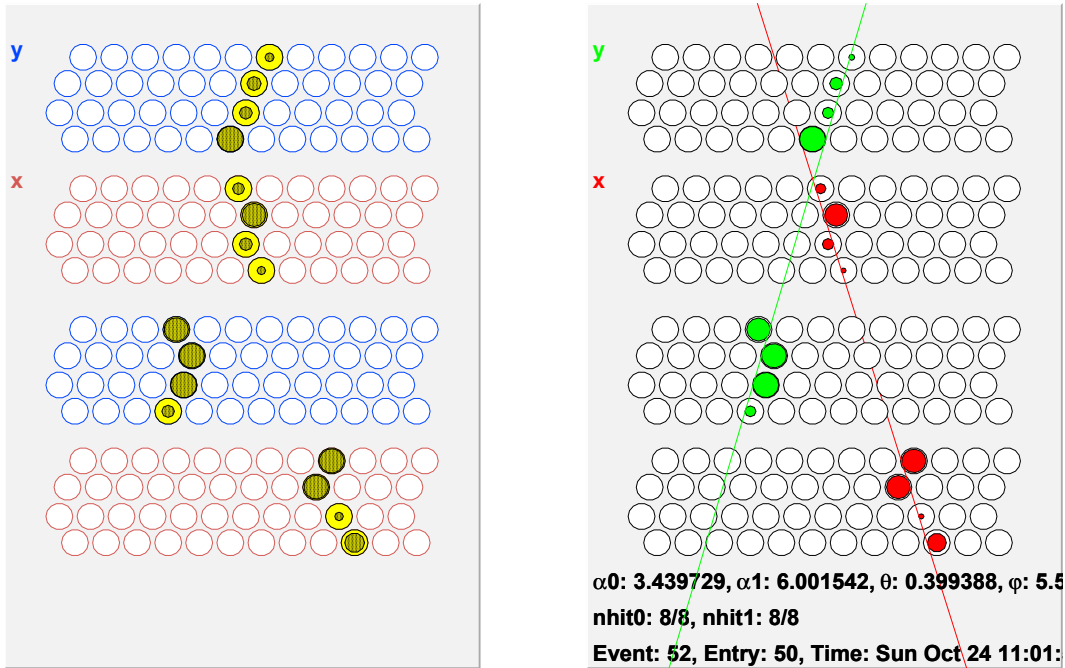 y
y
x
x
α0: 3.439729, α1: 6.001542, θ: 0.399388, φ: 5.5
nhit0: 8/8, nhit1: 8/8
Event: 52, Entry: 50, Time: Sun Oct 24 11:01: